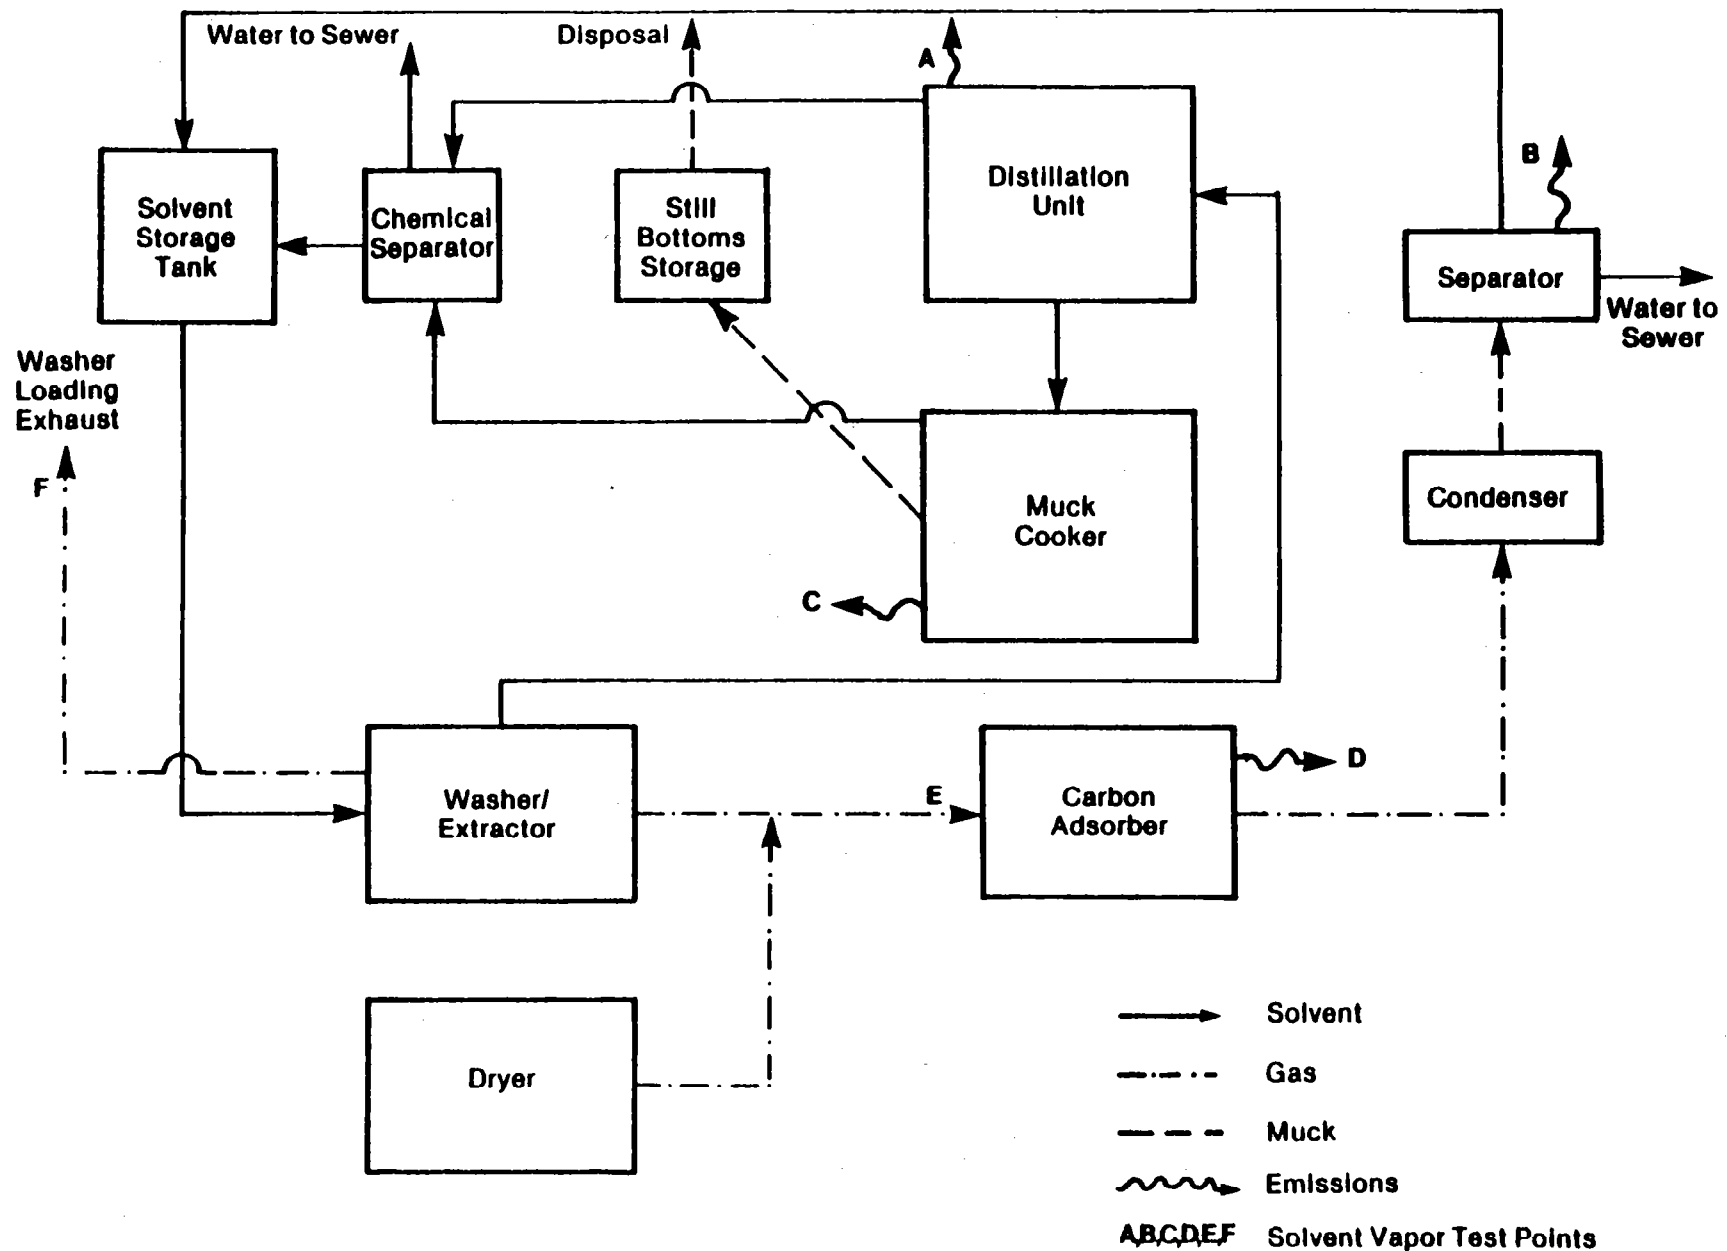 Water to Sewer
Disposal
A
B
Solvent
Storage
Tank
Chemical
Separator
Still
Bottoms
Storage
Distillation
Unit
Separator
Water to
Sewer
Washer
Loading
Exhaust
F
Muck
Cooker
Condenser
C
Washer/
Extractor
E
Carbon
Adsorber
D
Dryer
Solvent
Gas
Muck
Emissions
A,B,C,D,E,F Solvent Vapor Test Points